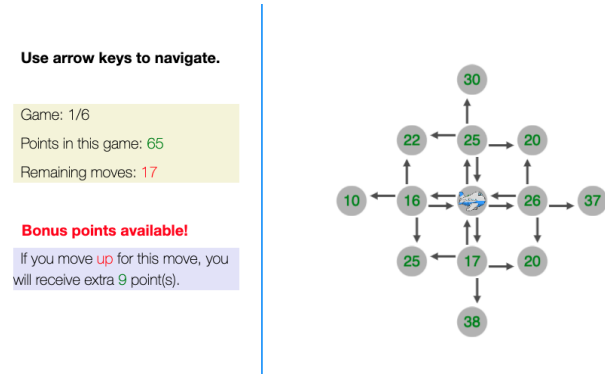 Use arrow keys to navigate.
Game: 1/6
Points in this game: 65
Remaining moves: 17
Bonus points available!
If you move up for this move, you
will receive extra 9 point(s).
30
22 25 20
10 16 26 37
25 17 20
38